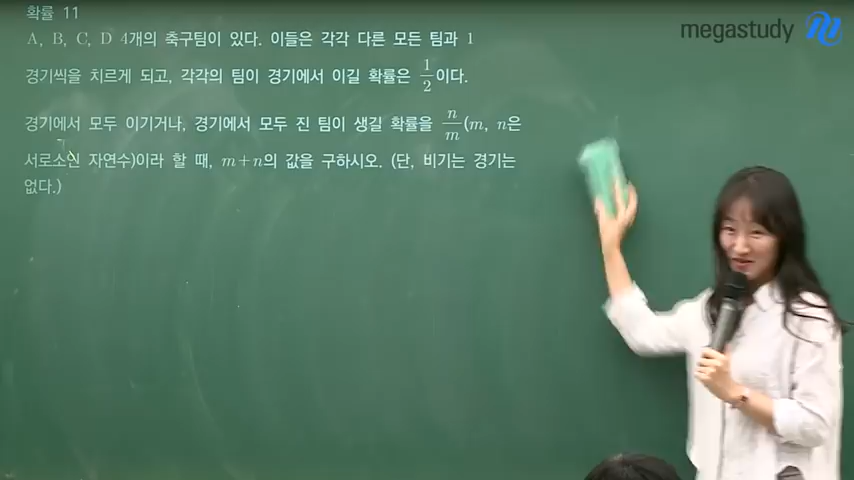 확률 11
megastudy
A, B, C, D 4개의 축구팀이 있다. 이들은 각각 다른 모든 팀과 1
경기씩을 치르게 되고, 각각의 팀이 경기에서 이길 확률은 1/2이다.
경기에서 모두 이기거나, 경기에서 모두 진 팀이 생길 확률을 n/m(m, n은
서로소인 자연수)이라 할 때, m+n의 값을 구하시오. (단, 비기는 경기는
없다.)